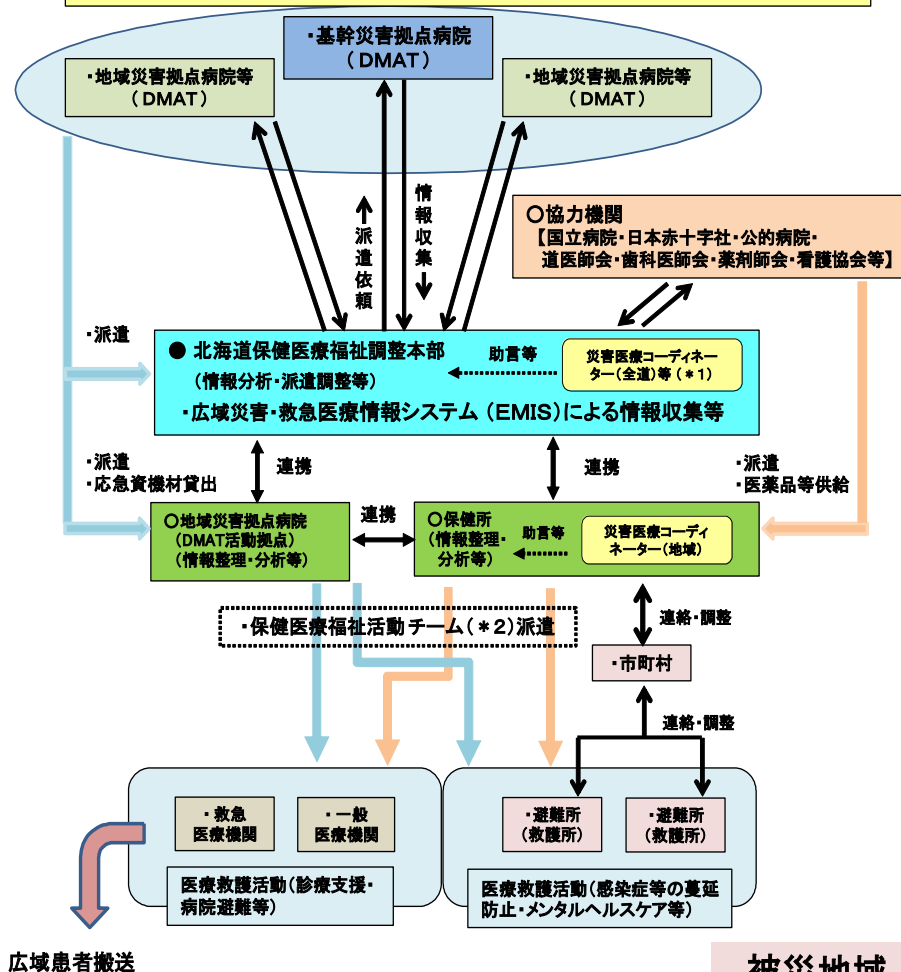 ・基幹災害拠点病院
（DMAT）
・地域災害拠点病院等
（DMAT）
・地域災害拠点病院等
（DMAT）
↑派遣依頼
情報収集↓
○協力機関
【国立病院・日本赤十字社・公的病院・
道医師会・歯科医師会・薬剤師会・看護協会等】
・派遣
● 北海道保健医療福祉調整本部
（情報分析・派遣調整等）
助言等
災害医療コーディネー
ター（全道）等（＊1）
・広域災害・救急医療情報システム（EMIS）による情報収集等
・派遣
・応急資機材貸出
連携
連携
・派遣
・医薬品等供給
○地域災害拠点病院
（DMAT活動拠点）
（情報整理・分析等）
連携
○保健所
（情報整理・
分析等）
助言等
災害医療コーディ
ネーター（地域）
・保健医療福祉活動チーム（＊2）派遣
連絡・調整
・市町村
連絡・調整
・救急
医療機関
・一般
医療機関
・避難所
（救護所）
・避難所
（救護所）
医療救護活動（診療支援・
病院避難等）
医療救護活動（感染症等の蔓延
防止・メンタルヘルスケア等）
広域患者搬送
被災地域